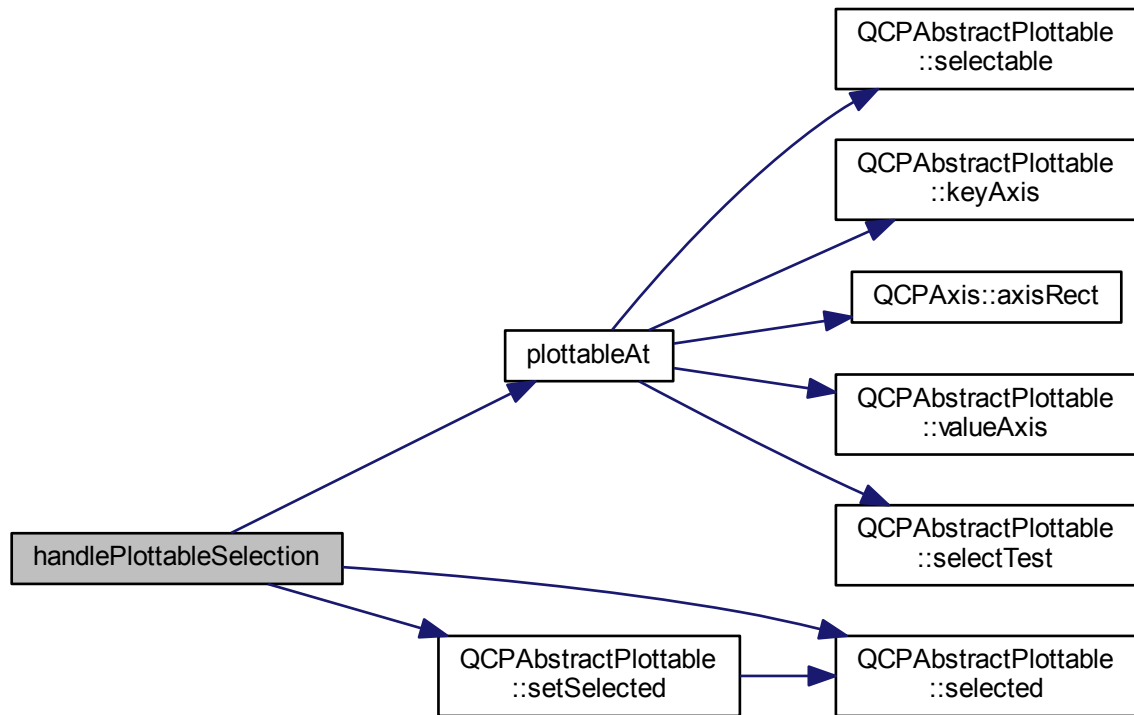 QCPAbstractPlottable
::selectable
QCPAbstractPlottable
::keyAxis
QCPAxis::axisRect
plottableAt
QCPAbstractPlottable
::valueAxis
QCPAbstractPlottable
::selectTest
handlePlottableSelection
QCPAbstractPlottable
::setSelected
QCPAbstractPlottable
::selected